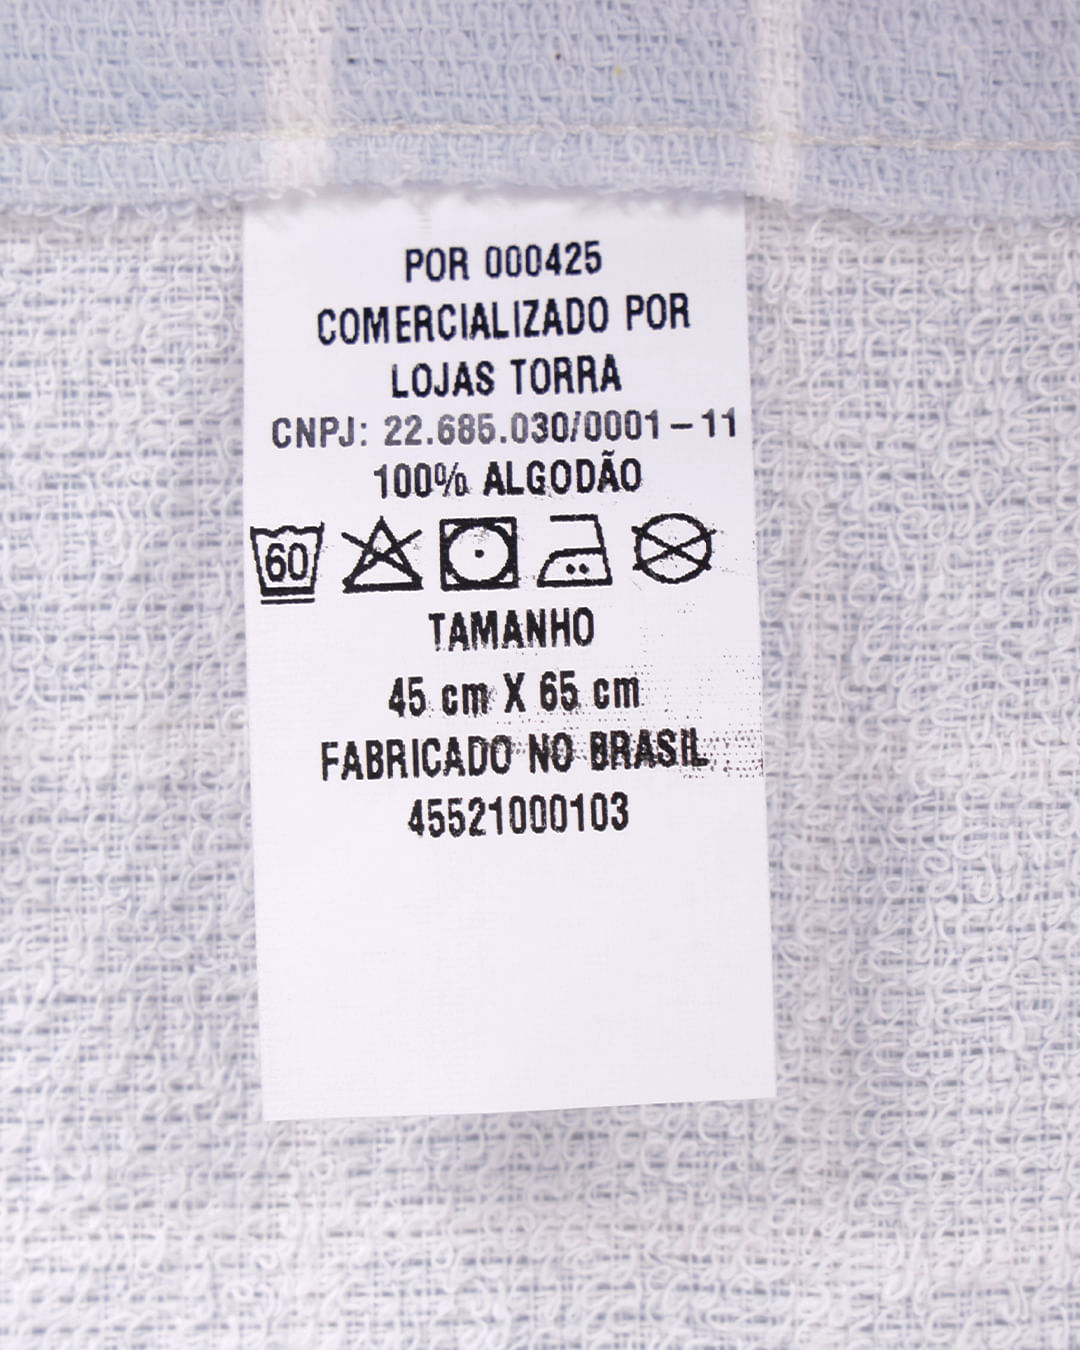 POR 000425
COMERCIALIZADO POR
LOJAS TORRA
CNPJ: 22.685.030/0001-11
100% ALGODÃO
60
TAMANHO
45 cm X 65 cm
FABRICADO NO BRASIL
45521000103